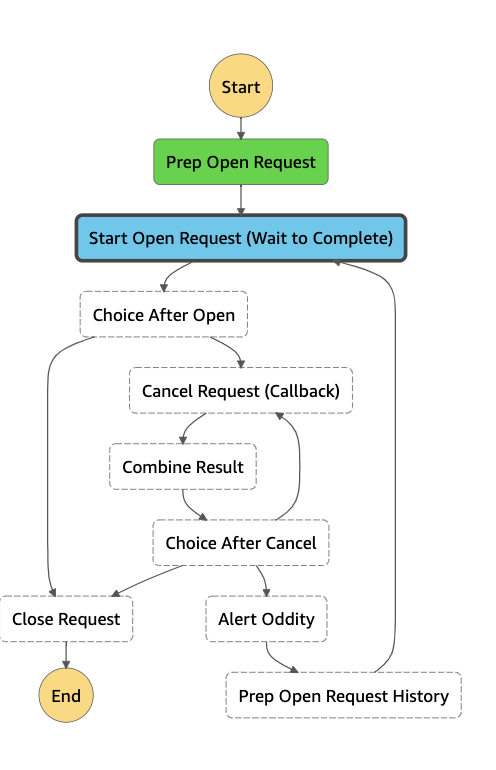 Start
Prep Open Request
Start Open Request (Wait to Complete)
Choice After Open
Cancel Request (Callback)
Combine Result
Choice After Cancel
Close Request
Alert Oddity
End
Prep Open Request History